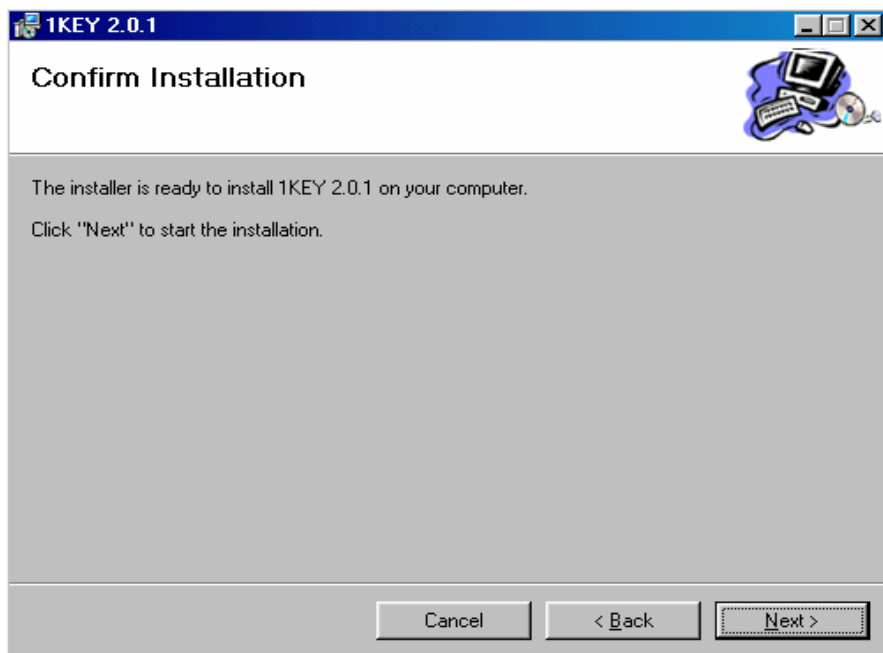 1KEY 2.0.1
Confirm Installation
The installer is ready to install 1KEY 2.0.1 on your computer.
Click "Next" to start the installation.
Cancel
< Back
Next >